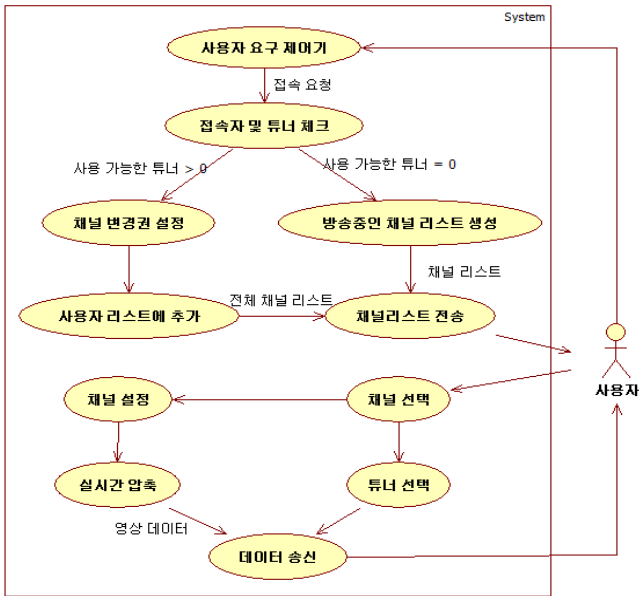 System
사용자 요구 제어기
접속 요청
접속자 및 튜너 체크
사용 가능한 튜너 > 0
사용 가능한 튜너 = 0
채널 변경권 설정
방송중인 채널 리스트 생성
채널 리스트
사용자 리스트에 추가
전체 채널 리스트
채널리스트 전송
사용자
채널 설정
채널 선택
실시간 압축
튜너 선택
영상 데이터
데이터 송신